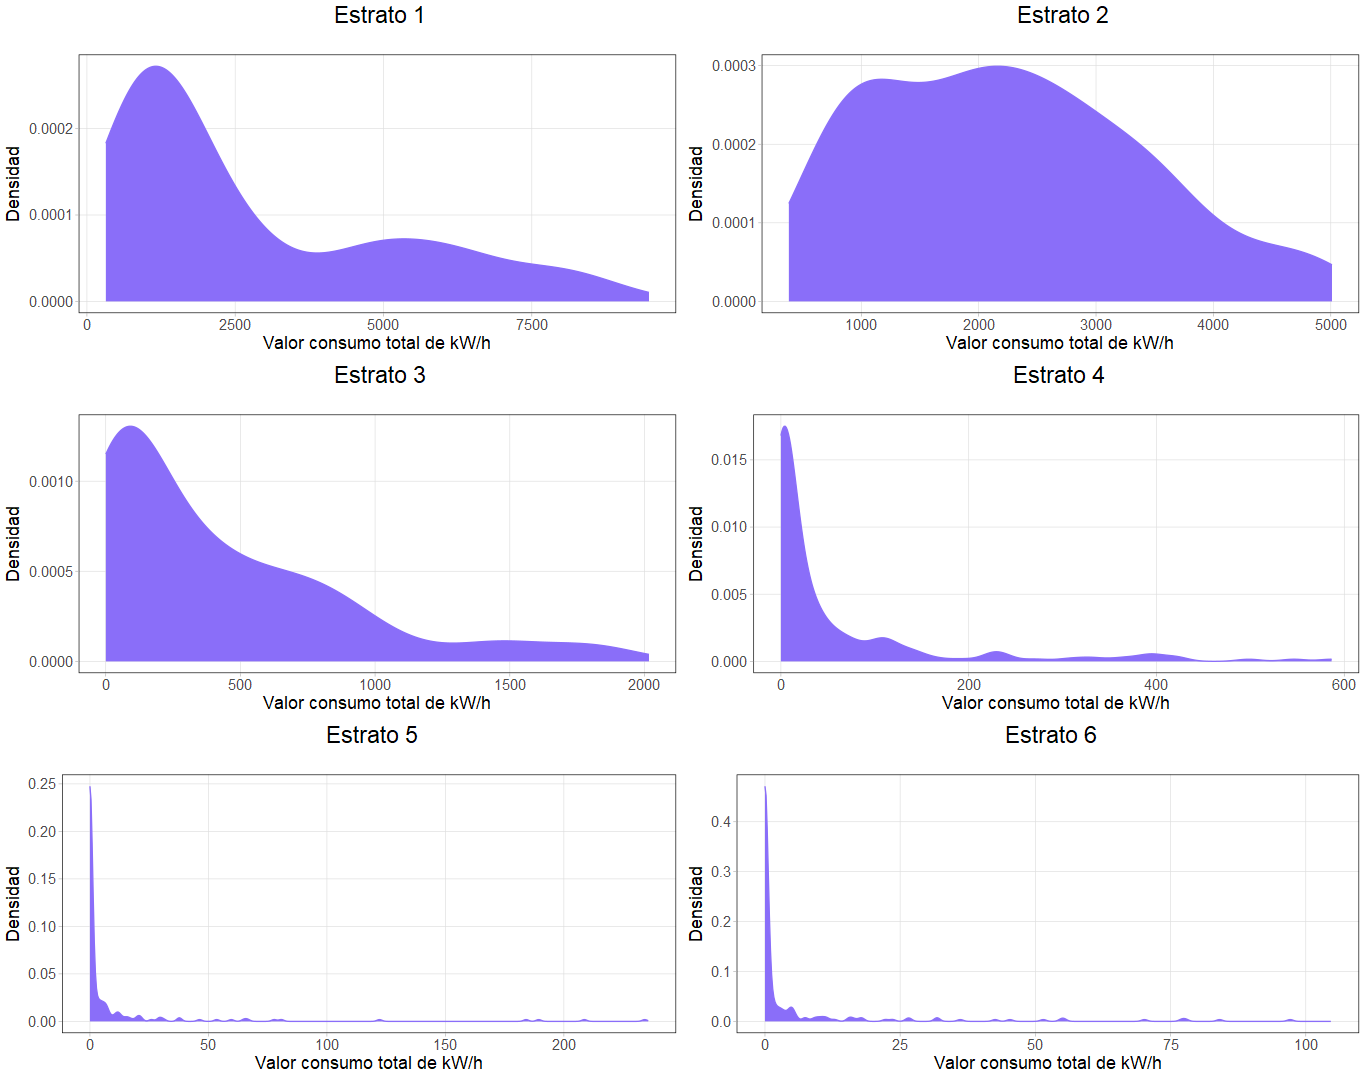 Estrato 1
Densidad
0.0002
0.0001
0.0000
0 2500 5000 7500
Valor consumo total de kW/h
Estrato 2
Densidad
0.0003
0.0002
0.0001
0.0000
1000 2000 3000 4000 5000
Valor consumo total de kW/h
Estrato 3
Densidad
0.0010
0.0005
0.0000
0 500 1000 1500 2000
Valor consumo total de kW/h
Estrato 4
Densidad
0.015
0.010
0.005
0.000
0 200 400 600
Valor consumo total de kW/h
Estrato 5
Densidad
0.25
0.20
0.15
0.10
0.05
0.00
0 50 100 150 200
Valor consumo total de kW/h
Estrato 6
Densidad
0.4
0.3
0.2
0.1
0.0
0 25 50 75 100
Valor consumo total de kW/h